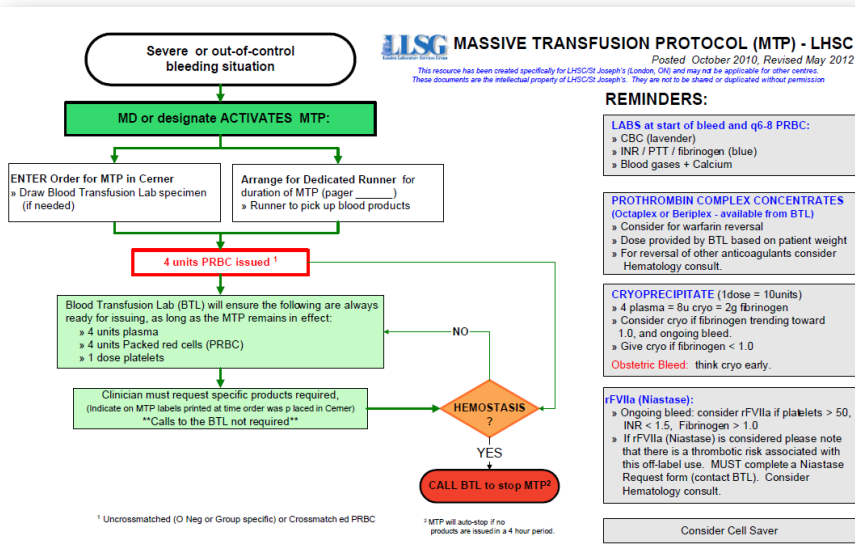 Severe or out-of-control
bleeding situation
LLSG
London Laboratory Services Group
MASSIVE TRANSFUSION PROTOCOL (MTP) - LHSC
Posted October 2010, Revised May 2012
This resource has been created specifically for LHSC/St Joseph's (London, ON) and may not be applicable for other centres.
These documents are the intellectual property of LHSC/St Joseph's. They are not to be shared or duplicated without permission
MD or designate ACTIVATES MTP:
ENTER Order for MTP in Cerner
» Draw Blood Transfusion Lab specimen
(if needed)
Arrange for Dedicated Runner for
duration of MTP (pager ______)
» Runner to pick up blood products
4 units PRBC issued ¹
Blood Transfusion Lab (BTL) will ensure the following are always
ready for issuing, as long as the MTP remains in effect:
» 4 units plasma
» 4 units Packed red cells (PRBC)
» 1 dose platelets
NO
Clinician must request specific products required,
(Indicate on MTP labels printed at time order was p laced in Cerner)
**Calls to the BTL not required**
HEMOSTASIS
?
YES
CALL BTL to stop MTP²
¹ Uncrossmatched (O Neg or Group specific) or Crossmatch ed PRBC
² MTP will auto-stop if no
products are issued in a 4 hour period.
REMINDERS:
LABS at start of bleed and q6-8 PRBC:
» CBC (lavender)
» INR / PTT / fibrinogen (blue)
» Blood gases + Calcium
PROTHROMBIN COMPLEX CONCENTRATES
(Octaplex or Beriplex - available from BTL)
» Consider for warfarin reversal
» Dose provided by BTL based on patient weight
» For reversal of other anticoagulants consider
Hematology consult.
CRYOPRECIPITATE (1dose = 10units)
» 4 plasma = 8u cryo = 2g fibrinogen
» Consider cryo if fibrinogen trending toward
1.0, and ongoing bleed.
» Give cryo if fibrinogen < 1.0
Obstetric Bleed: think cryo early.
rFVIIa (Niastase):
» Ongoing bleed: consider rFVIIa if platelets > 50,
INR < 1.5, Fibrinogen > 1.0
» If rFVIIa (Niastase) is considered please note
that there is a thrombotic risk associated with
this off-label use. MUST complete a Niastase
Request form (contact BTL). Consider
Hematology consult.
Consider Cell Saver